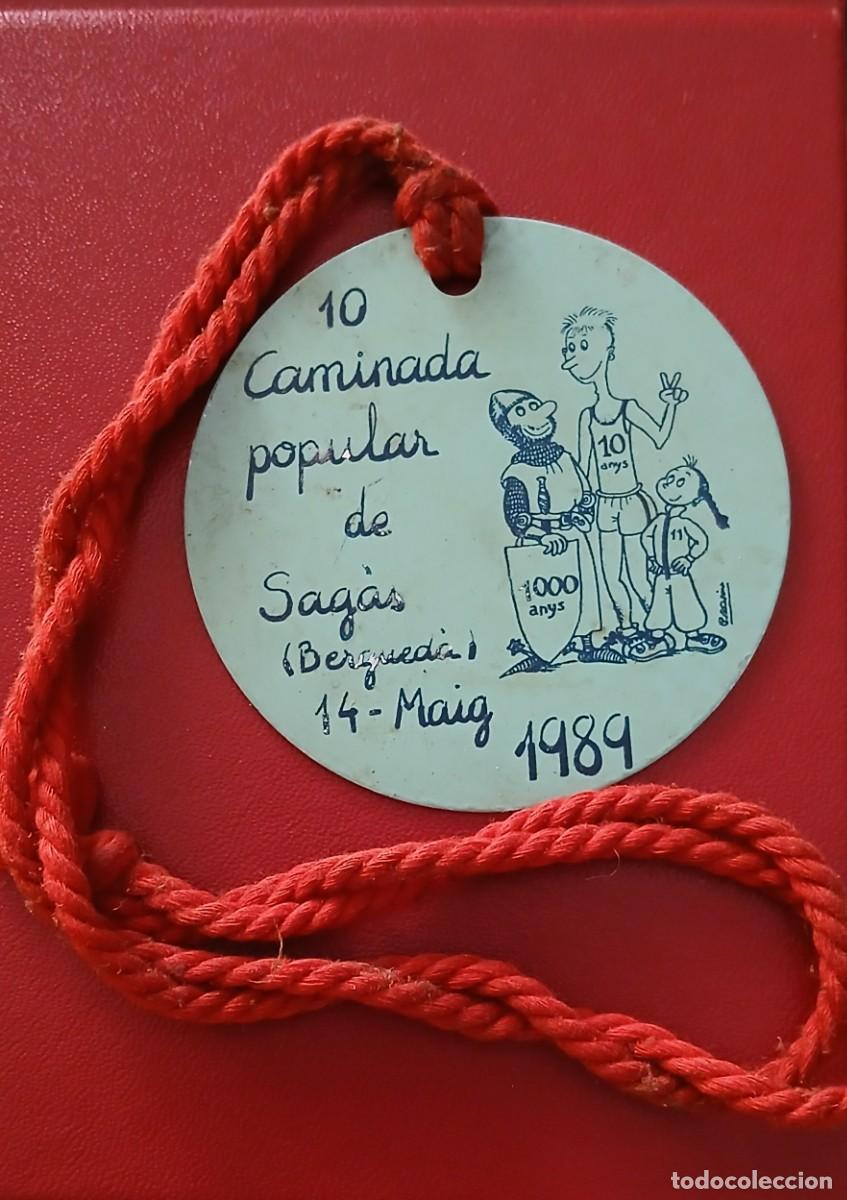 10
Caminada
popular
de
Sagàs
(Berguedà)
14-Maig
1989
10
anys
11
1000
anys
todocoleccion